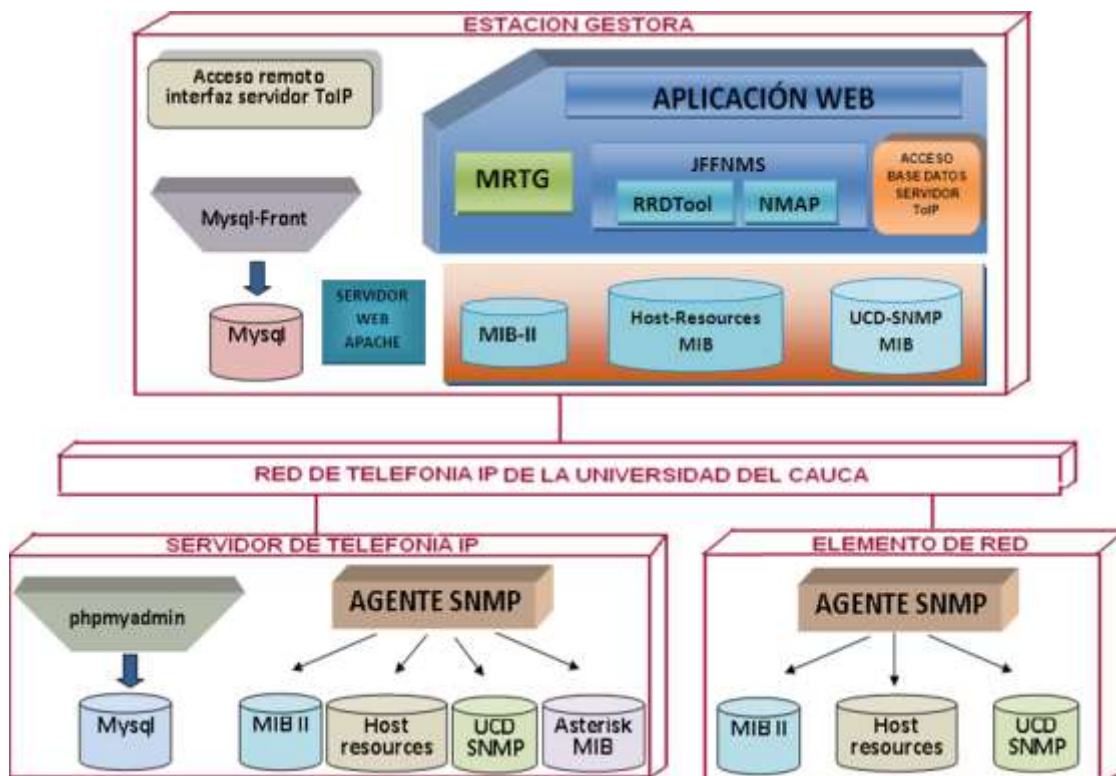 ESTACION GESTORA
Acceso remoto
interfaz servidor ToIP
APLICACIÓN WEB
MRTG
JFFNMS
RRDTool
NMAP
ACCESO
BASE DATOS
SERVIDOR
ToIP
Mysql-Front
Mysql
SERVIDOR
WEB
APACHE
MIB-II
Host-Resources
MIB
UCD-SNMP
MIB
RED DE TELEFONIA IP DE LA UNIVERSIDAD DEL CAUCA
SERVIDOR DE TELEFONIA IP
phpmyadmin
Mysql
AGENTE SNMP
MIB II
Host
resources
UCD
SNMP
Asterisk
MIB
ELEMENTO DE RED
AGENTE SNMP
MIB II
Host
resources
UCD
SNMP